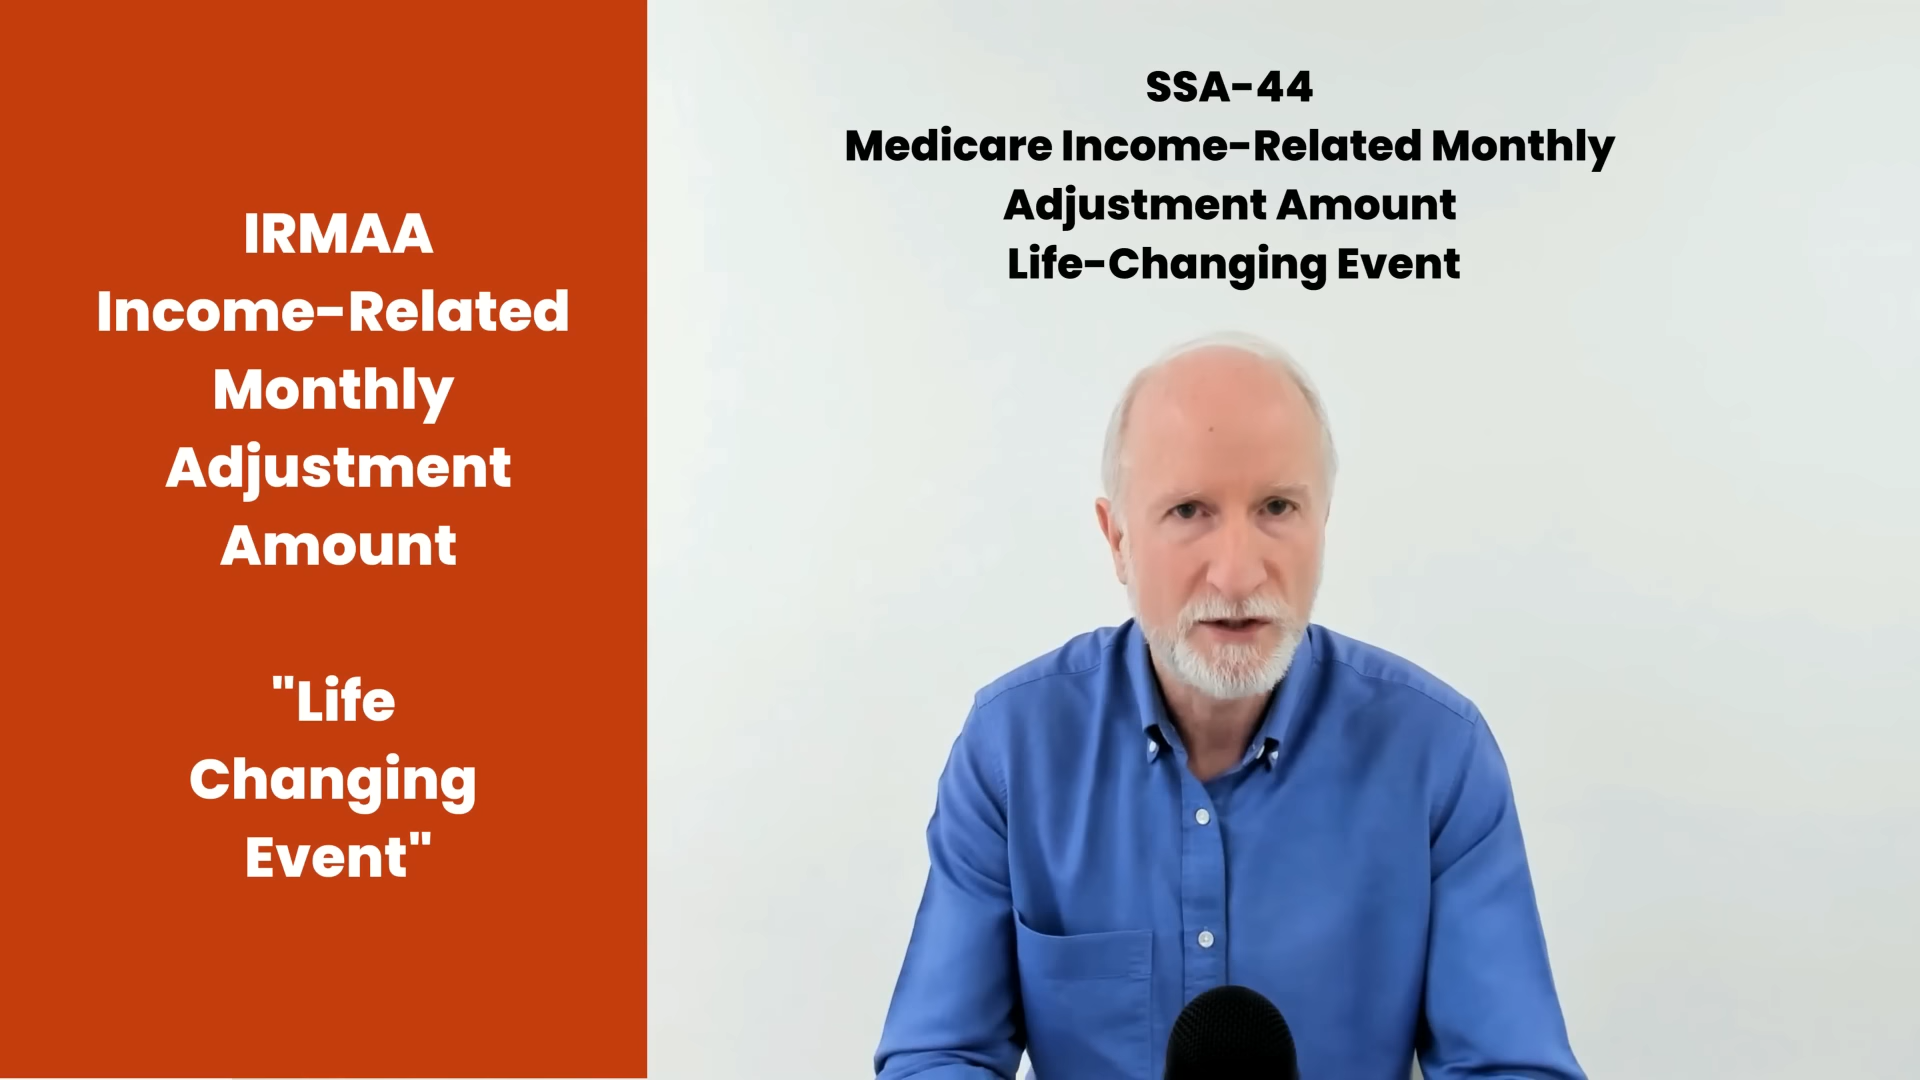 IRMAA
Income-Related
Monthly
Adjustment
Amount
"Life
Changing
Event"
SSA-44
Medicare Income-Related Monthly
Adjustment Amount
Life-Changing Event